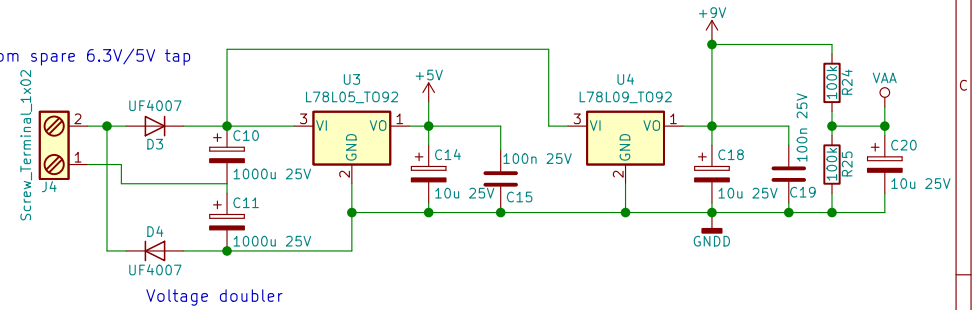 +9V
om spare 6.3V/5V tap
C
Screw_Terminal_1x02
J4
2
1
UF4007
D3
C10
1000u 25V
C11
1000u 25V
D4
UF4007
Voltage doubler
U3
L78L05_TO92
3 VI VO 1
GND
2
+5V
C14
10u 25V
100n 25V
C15
U4
L78L09_TO92
3 VI VO 1
GND
2
C18
10u 25V
GNDD
100n 25V
C19
100k
R24
100k
R25
VAA
C20
10u 25V